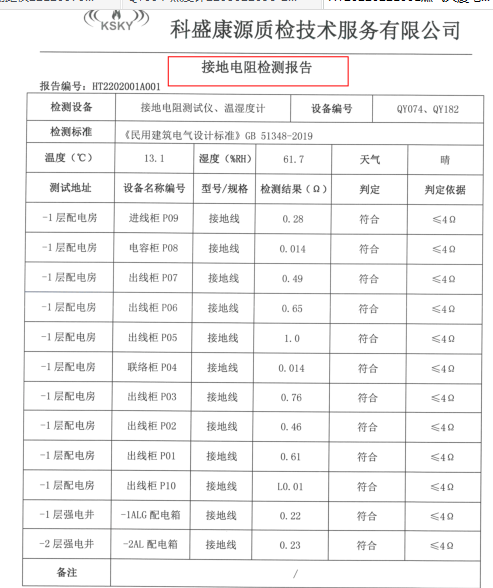 KSKY
科盛康源质检技术服务有限公司
接地电阻检测报告
报告编号：HT2202001A001
检测设备 接地电阻测试仪、温湿度计 设备编号 QY074、QY182
检测标准 《民用建筑电气设计标准》GB 51348-2019
温度（℃） 13.1 湿度（%RH） 61.7 天气 晴
测试地址 设备名称编号 型号/规格 检测结果（Ω） 判定 判定依据
-1 层配电房 进线柜 P09 接地线 0.28 符合 ≤4Ω
-1 层配电房 电容柜 P08 接地线 0.014 符合 ≤4Ω
-1 层配电房 出线柜 P07 接地线 0.49 符合 ≤4Ω
-1 层配电房 出线柜 P06 接地线 0.65 符合 ≤4Ω
-1 层配电房 出线柜 P05 接地线 1.0 符合 ≤4Ω
-1 层配电房 联络柜 P04 接地线 0.014 符合 ≤4Ω
-1 层配电房 出线柜 P03 接地线 0.76 符合 ≤4Ω
-1 层配电房 出线柜 P02 接地线 0.46 符合 ≤4Ω
-1 层配电房 出线柜 P01 接地线 0.61 符合 ≤4Ω
-1 层配电房 出线柜 P10 接地线 L0.01 符合 ≤4Ω
-1 层强电井 -1ALG 配电箱 接地线 0.22 符合 ≤4Ω
-2 层强电井 -2AL 配电箱 接地线 0.23 符合 ≤4Ω
备注 /